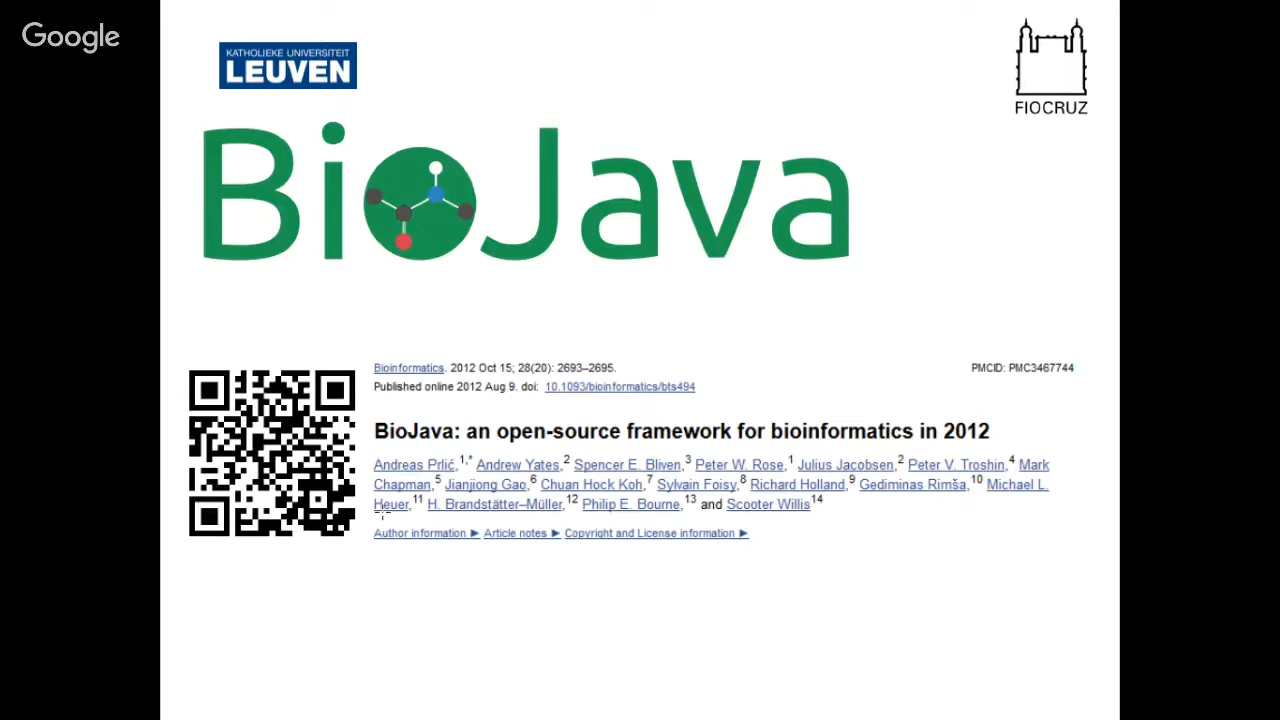 Google
KATHOLIEKE UNIVERSITEIT
LEUVEN
FIOCRUZ
BioJava
Bioinformatics. 2012 Oct 15; 28(20): 2693–2695.
PMCID: PMC3467744
Published online 2012 Aug 9. doi: 10.1093/bioinformatics/bts494
BioJava: an open-source framework for bioinformatics in 2012
Andreas Prlić,1,* Andrew Yates,2 Spencer E. Bliven,3 Peter W. Rose,1 Julius Jacobsen,2 Peter V. Troshin,4 Mark
Chapman,5 Jianjiong Gao,6 Chuan Hock Koh,7 Sylvain Foisy,8 Richard Holland,9 Gediminas Rimša,10 Michael L.
Heuer,11 H. Brandstätter–Müller,12 Philip E. Bourne,13 and Scooter Willis14
Author information ► Article notes ► Copyright and License information ►